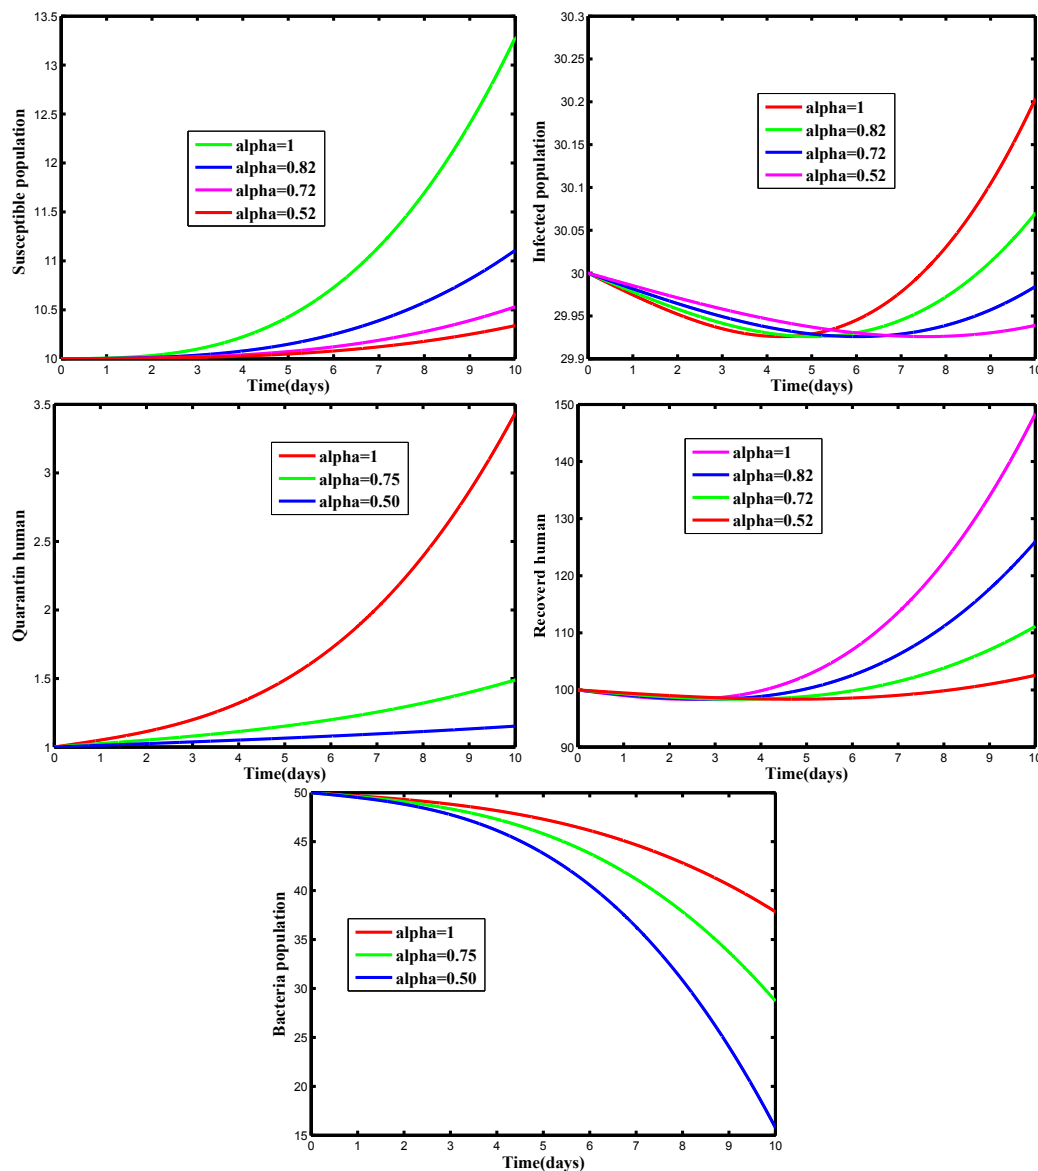 13.5
13
12.5
12
11.5
11
10.5
10
Susceptible population
alpha=1
alpha=0.82
alpha=0.72
alpha=0.52
0 1 2 3 4 5 6 7 8 9 10
Time(days)
30.3
30.25
30.2
30.15
30.1
30.05
30
29.95
29.9
Infected population
alpha=1
alpha=0.82
alpha=0.72
alpha=0.52
0 1 2 3 4 5 6 7 8 9 10
Time(days)
3.5
3
2.5
2
1.5
1
Quarantin human
alpha=1
alpha=0.75
alpha=0.50
0 1 2 3 4 5 6 7 8 9 10
Time(days)
150
140
130
120
110
100
90
Recoverd human
alpha=1
alpha=0.82
alpha=0.72
alpha=0.52
0 1 2 3 4 5 6 7 8 9 10
Time(days)
50
45
40
35
30
25
20
15
Bacteria population
alpha=1
alpha=0.75
alpha=0.50
0 1 2 3 4 5 6 7 8 9 10
Time(days)